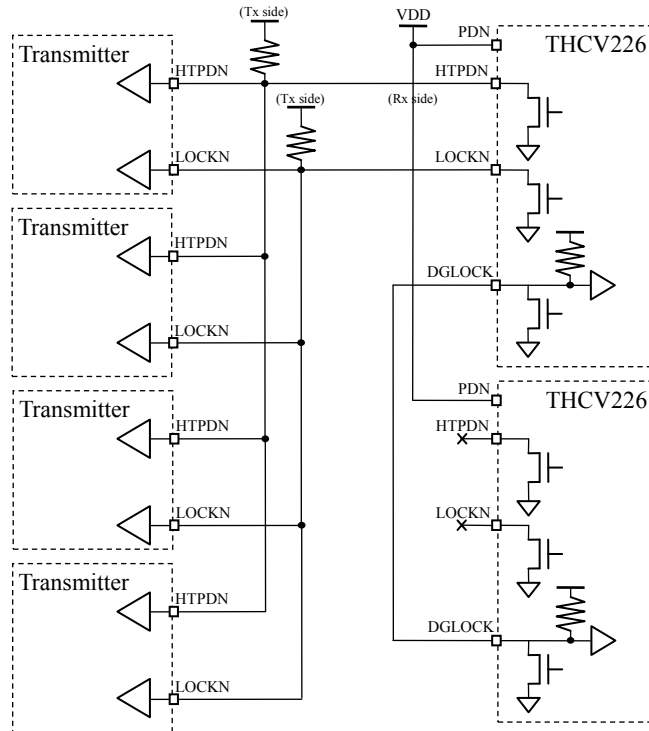 (Tx side)
VDD
PDN
THCV226
Transmitter
HTPDN
HTPDN
(Tx side)
(Rx side)
LOCKN
LOCKN
Transmitter
HTPDN
DGLOCK
LOCKN
PDN
THCV226
Transmitter
HTPDN
HTPDN
LOCKN
LOCKN
Transmitter
HTPDN
DGLOCK
LOCKN